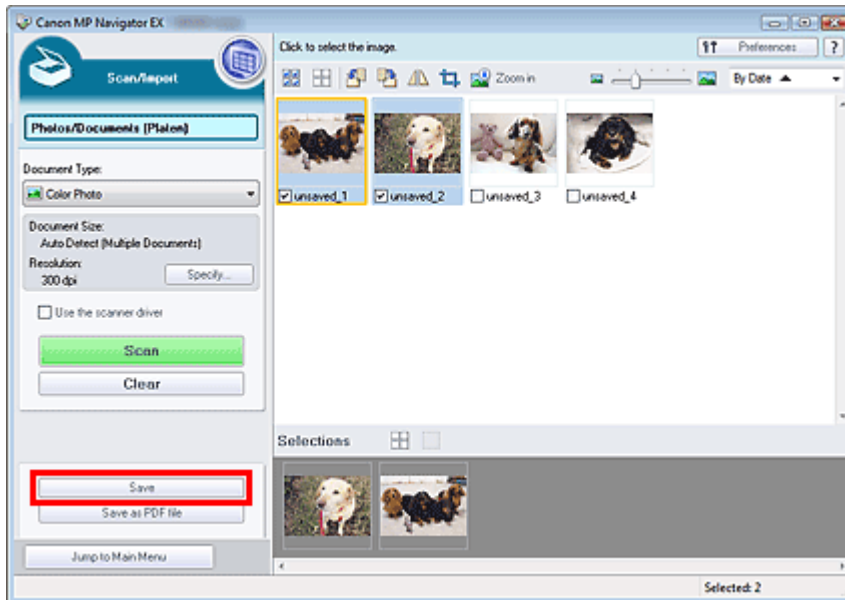 Canon MP Navigator EX
Scan/Import
Photos/Documents (Platen)
Document Type:
Color Photo
Document Size:
Auto Detect (Multiple Documents)
Resolution:
300 dpi
Specify...
Use the scanner driver
Scan
Clear
Save
Save as PDF file
Jump to Main Menu
Click to select the image.
Preferences
?
Zoom in
By Date
unsaved_1
unsaved_2
unsaved_3
unsaved_4
Selections
Selected: 2